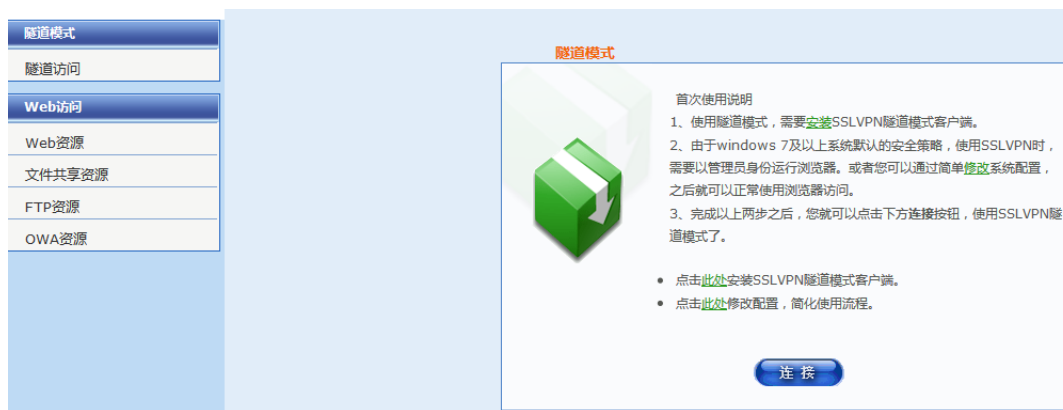 隧道模式
隧道访问
Web访问
Web资源
文件共享资源
FTP资源
OWA资源
隧道模式
首次使用说明
1、使用隧道模式，需要安装SSLVPN隧道模式客户端。
2、由于windows 7及以上系统默认的安全策略，使用SSLVPN时，
需要以管理员身份运行浏览器。或者您可以通过简单修改系统配置，
之后就可以正常使用浏览器访问。
3、完成以上两步之后，您就可以点击下方连接按钮，使用SSLVPN隧
道模式了。
点击此处安装SSLVPN隧道模式客户端。
点击此处修改配置，简化使用流程。
连 接